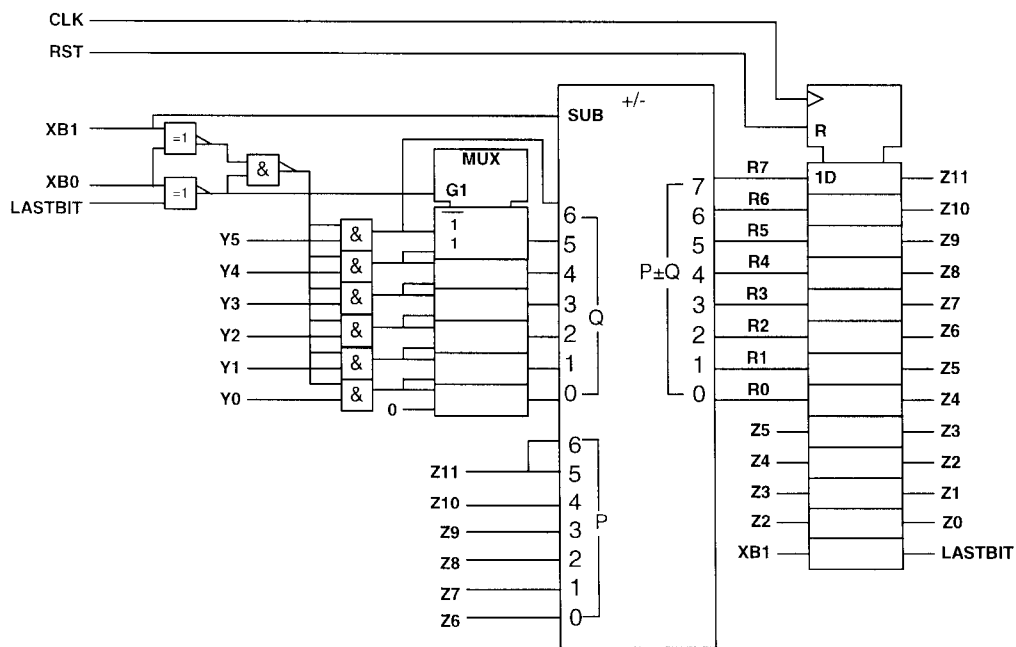 CLK
RST
+/-
SUB
XB1
=1
R
&
MUX
R7
1D
Z11
XB0
=1
G1
7
LASTBIT
R6
Z10
6
6
1
1
Y5
&
5
R5
5
Z9
Y4
&
4
P±Q
4
R4
Z8
Y3
&
3
Q
3
R3
Z7
Y2
&
2
2
R2
Z6
Y1
&
1
1
R1
Z5
Y0
&
0
0
0
R0
Z4
Z5
Z3
6
Z11
5
Z4
Z2
Z10
4
Z3
Z1
Z9
3
P
Z2
Z0
Z8
2
XB1
LASTBIT
Z7
1
Z6
0